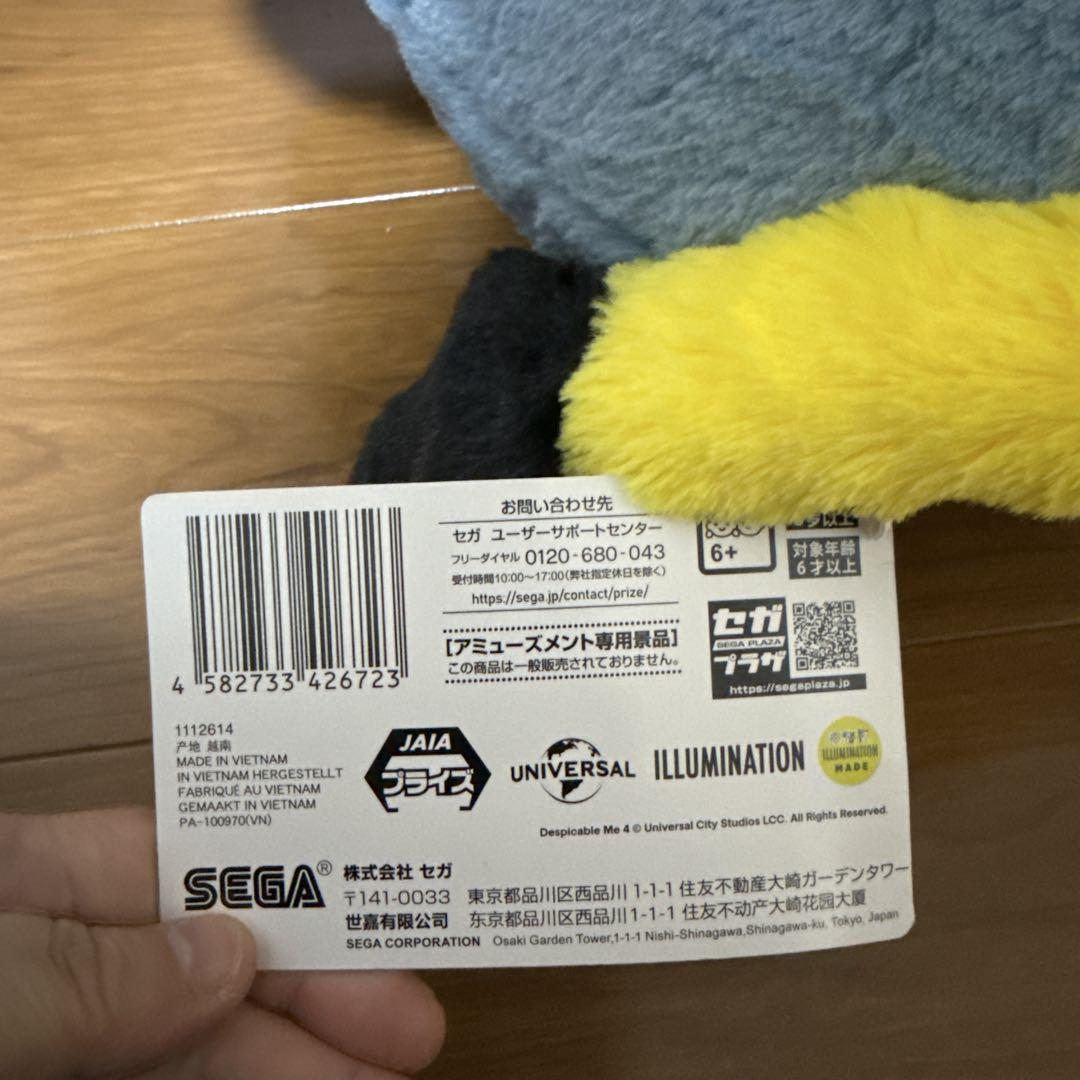 お問い合わせ先
セガ ユーザーサポートセンター
フリーダイヤル 0120-680-043
受付時間10:00～17:00(弊社指定休日を除く)
https://sega.jp/contact/prize/
[アミューズメント専用景品]
この商品は一般販売されておりません。
6+
対象年齢
6才以上
セガ
SEGA PLAZA
プラザ
https://segaplaza.jp
4 582733 426723
1112614
产地 越南
MADE IN VIETNAM
IN VIETNAM HERGESTELLT
FABRIQUÉ AU VIETNAM
GEMAAKT IN VIETNAM
PA-100970(VN)
JAIA
プライズ
UNIVERSAL
ILLUMINATION
ILLUMINATION
MADE
Despicable Me 4 © Universal City Studios LCC. All Rights Reserved.
SEGA®
株式会社 セガ
〒141-0033 東京都品川区西品川 1-1-1 住友不動産大崎ガーデンタワー
世嘉有限公司 东京都品川区西品川1-1-1 住友不动产大崎花园大厦
SEGA CORPORATION Osaki Garden Tower,1-1-1 Nishi-Shinagawa,Shinagawa-ku, Tokyo, Japan